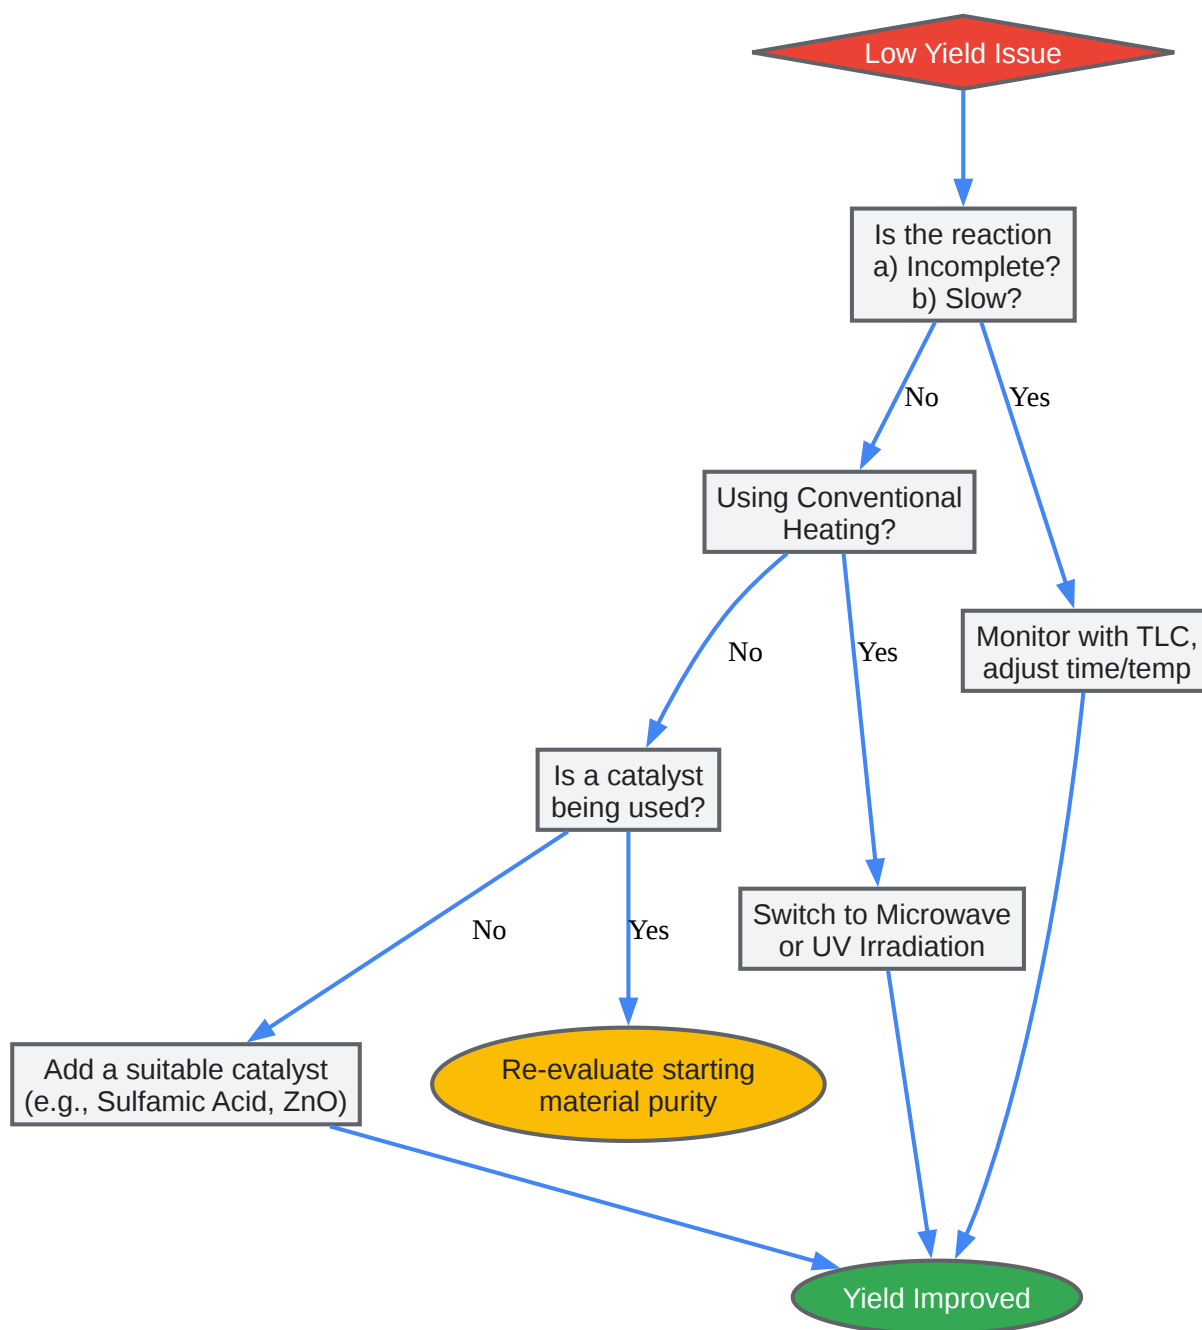 Low Yield Issue
Is the reaction
a) Incomplete?
b) Slow?
No
Yes
Using Conventional
Heating?
Monitor with TLC,
adjust time/temp
No
Yes
Is a catalyst
being used?
Switch to Microwave
or UV Irradiation
No
Yes
Add a suitable catalyst
(e.g., Sulfamic Acid, ZnO)
Re-evaluate starting
material purity
Yield Improved